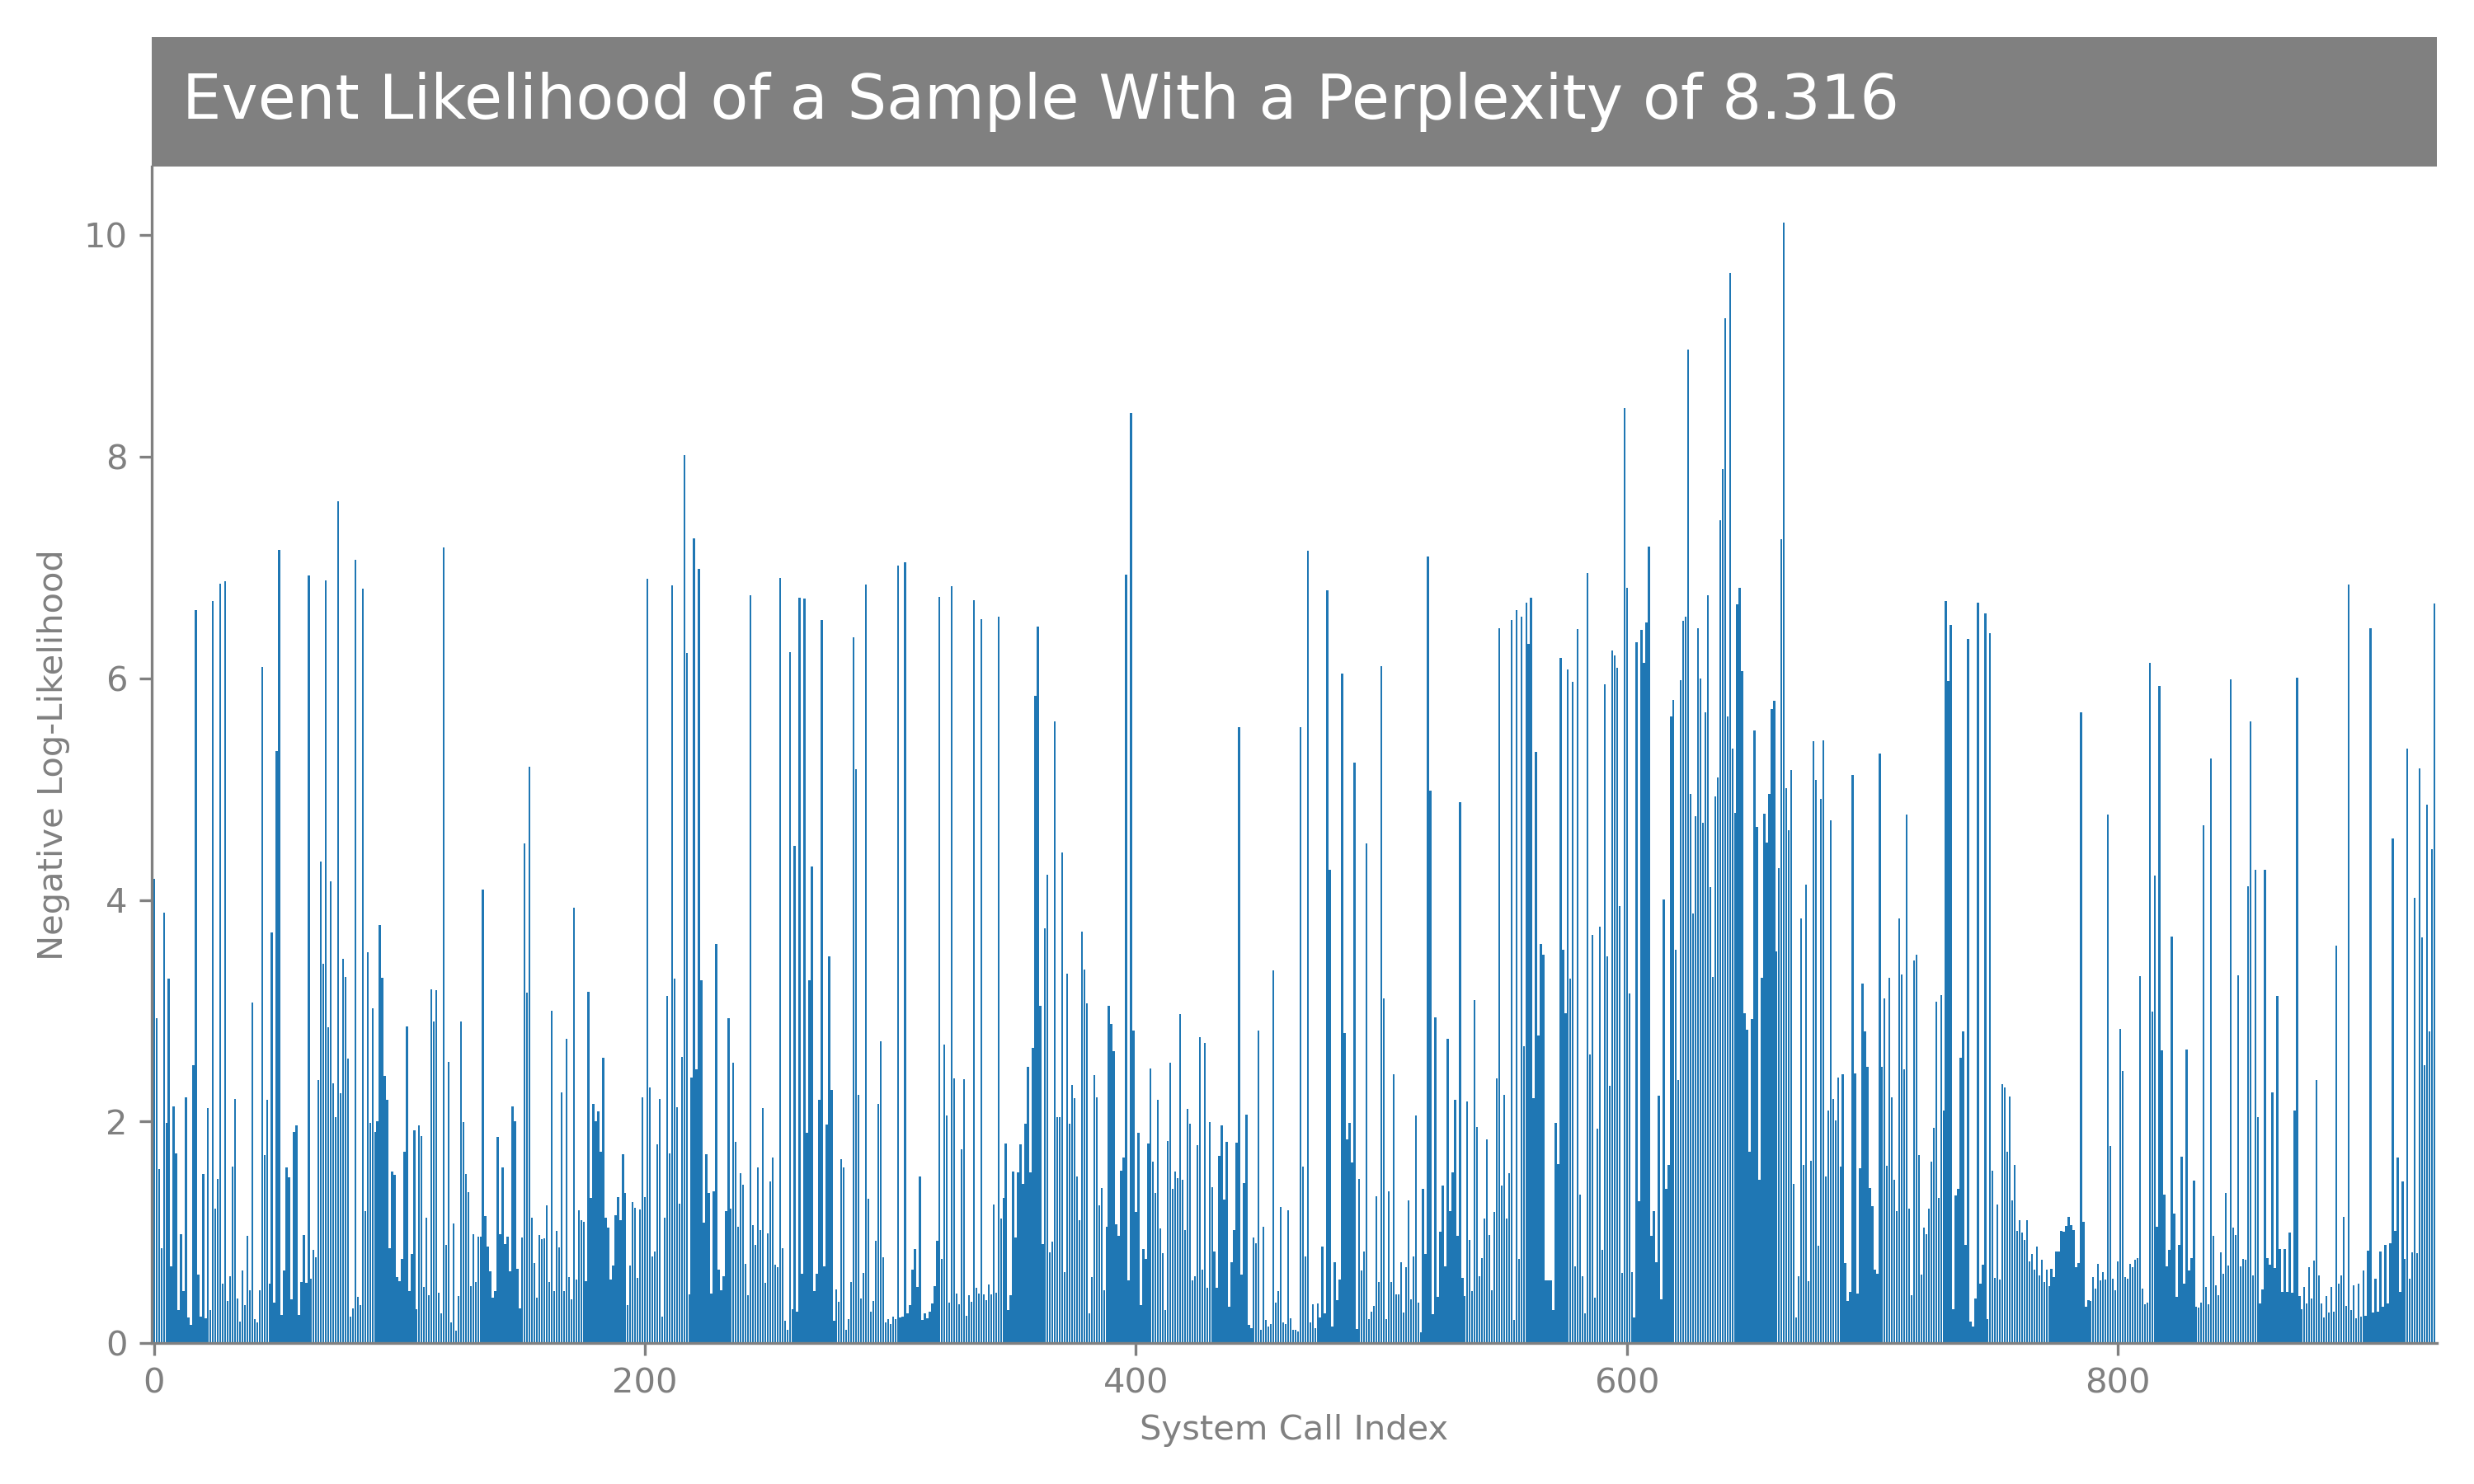 Event Likelihood of a Sample With a Perplexity of 8.316
10
8
6
4
2
0
Negative Log-Likelihood
0 200 400 600 800
System Call Index